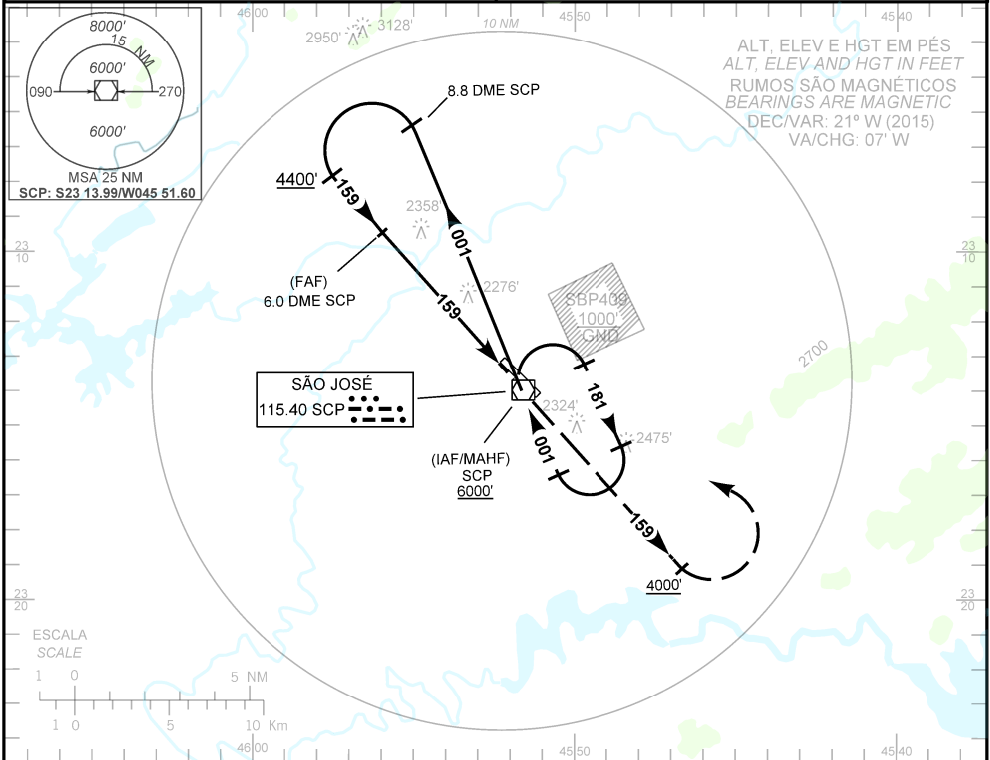 46 00
10 NM
45 50
45 40
8000'
15 NM
6000'
090
270
6000'
MSA 25 NM
SCP: S23 13.99/W045 51.60
2950'
3128'
ALT, ELEV E HGT EM PÉS
ALT, ELEV AND HGT IN FEET
RUMOS SÃO MAGNÉTICOS
BEARINGS ARE MAGNETIC
DEC/VAR: 21º W (2015)
VA/CHG: 07' W
8.8 DME SCP
4400'
159
2358'
001
23
10
23
10
(FAF)
6.0 DME SCP
159
2276'
SBP409
1000'
GND
2700
SÃO JOSÉ
115.40 SCP
2324'
181
2475'
001
(IAF/MAHF)
SCP
6000'
159
4000'
23
20
23
20
ESCALA
SCALE
1 0 5 NM
1 0 5 10 Km
46 00
45 50
45 40